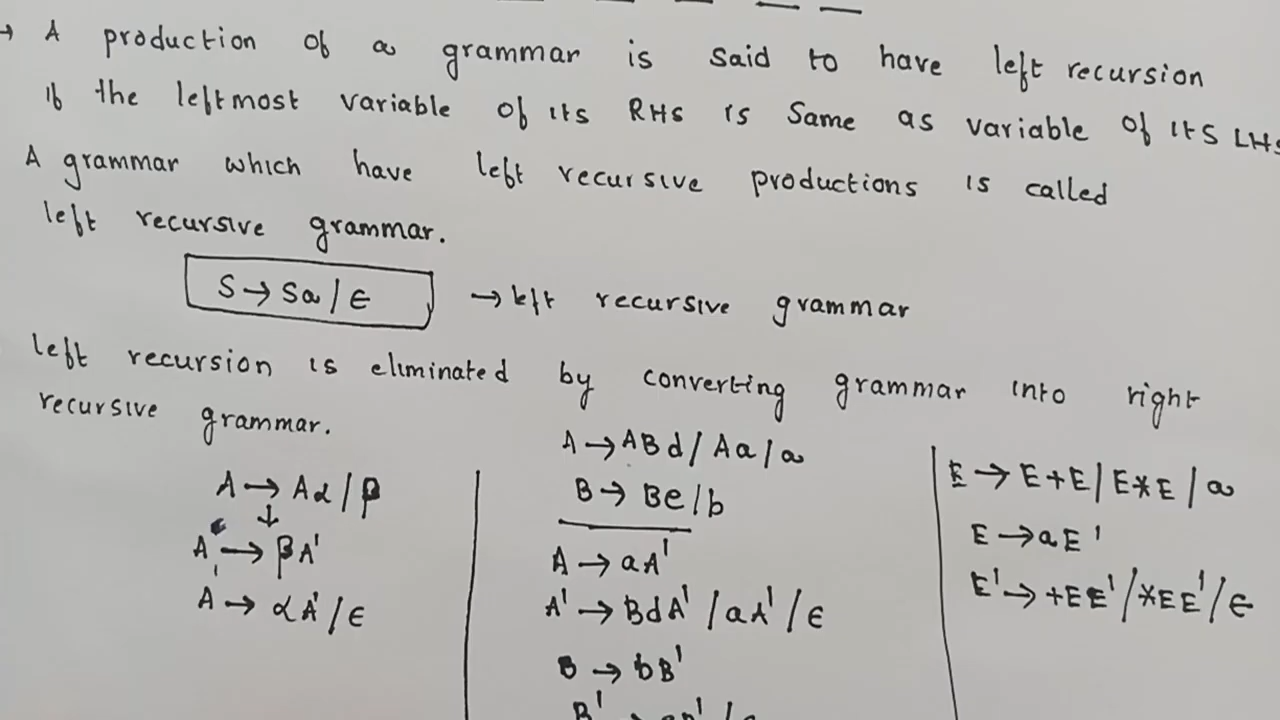 → A production of a grammar is said to have left recursion
if the leftmost variable of its RHS is same as variable of its LHS
A grammar which have left recursive productions is called
left recursive grammar.
S → Sa / ϵ → left recursive grammar
left recursion is eliminated by converting grammar into right
recursive grammar.
A → Aα / β
↓
A → βA'
A' → αA' / ϵ
A → ABd / Aa / a
B → Be / b
A → aA'
A' → BdA' / aA' / ϵ
B → bB'
B' →
E → E+E / E*E / a
E → aE'
E' → +EE' / *EE' / ϵ